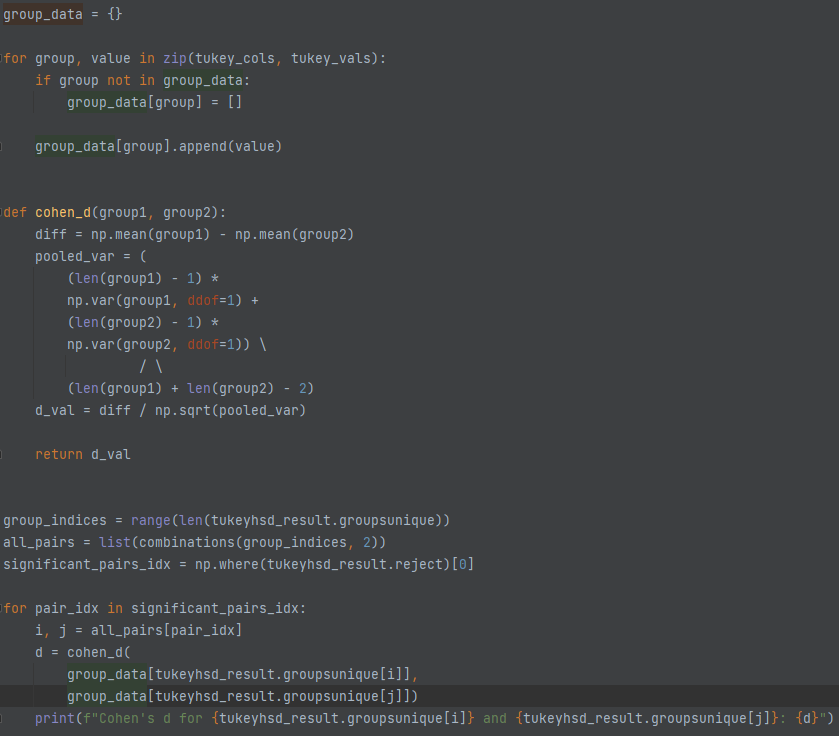 group_data = {}
for group, value in zip(tukey_cols, tukey_vals):
    if group not in group_data:
        group_data[group] = []
    group_data[group].append(value)
def cohen_d(group1, group2):
    diff = np.mean(group1) - np.mean(group2)
    pooled_var = (
        (len(group1) - 1) *
        np.var(group1, ddof=1) +
        (len(group2) - 1) *
        np.var(group2, ddof=1)) \
                 / \
        (len(group1) + len(group2) - 2)
    d_val = diff / np.sqrt(pooled_var)
    return d_val
group_indices = range(len(tukeyhsd_result.groupsunique))
all_pairs = list(combinations(group_indices, 2))
significant_pairs_idx = np.where(tukeyhsd_result.reject)[0]
for pair_idx in significant_pairs_idx:
    i, j = all_pairs[pair_idx]
    d = cohen_d(
        group_data[tukeyhsd_result.groupsunique[i]],
        group_data[tukeyhsd_result.groupsunique[j]])
    print(f"Cohen's d for {tukeyhsd_result.groupsunique[i]} and {tukeyhsd_result.groupsunique[j]}: {d}")